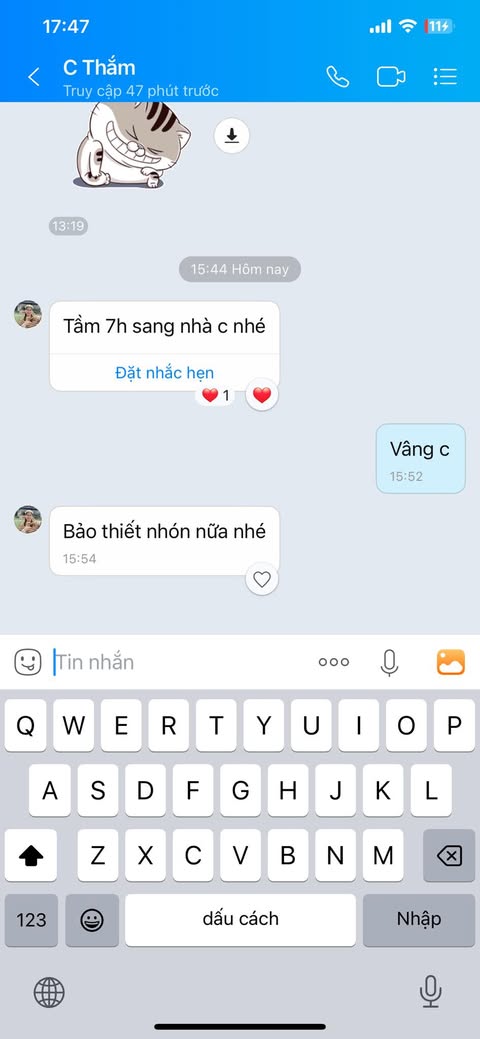 17:47
11
C Thắm
Truy cập 47 phút trước
13:19
15:44 Hôm nay
Tầm 7h sang nhà c nhé
Đặt nhắc hẹn
1
Vâng c
15:52
Bảo thiết nhón nữa nhé
15:54
Tin nhắn
Q W E R T Y U I O P
A S D F G H J K L
Z X C V B N M
123 dấu cách Nhập